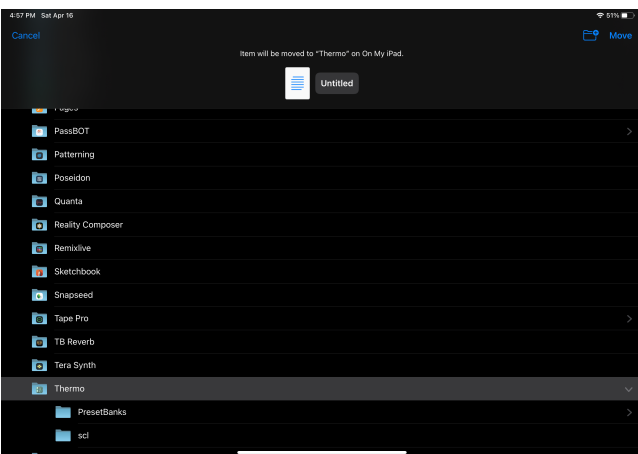 4:57 PM Sat Apr 16
51%
Cancel
Move
Item will be moved to “Thermo” on On My iPad.
Untitled
Pages
PassBOT
Patterning
Poseidon
Quanta
Reality Composer
Remixlive
Sketchbook
Snapseed
Tape Pro
TB Reverb
Tera Synth
Thermo
PresetBanks
scl